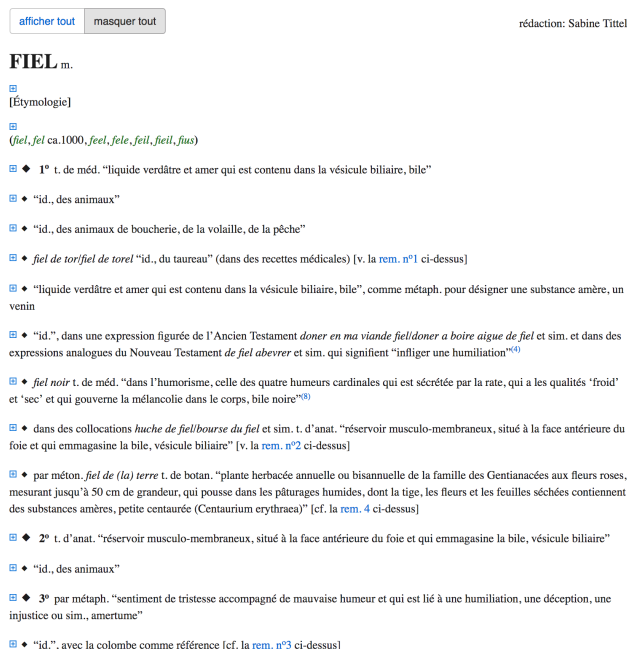 afficher tout masquer tout
rédaction: Sabine Tittel
FIEL m.
[Étymologie]
(fiel, fel ca.1000, feel, fele, feil, fieil, fius)
◆ 1º t. de méd. “liquide verdâtre et amer qui est contenu dans la vésicule biliaire, bile”
◆ “id., des animaux”
◆ “id., des animaux de boucherie, de la volaille, de la pêche”
◆ fiel de tor/fiel de torel “id., du taureau” (dans des recettes médicales) [v. la rem. nº1 ci-dessus]
◆ “liquide verdâtre et amer qui est contenu dans la vésicule biliaire, bile”, comme métaph. pour désigner une substance amère, un
venin
◆ “id.”, dans une expression figurée de l’Ancien Testament doner en ma viande fiel/doner a boire aigue de fiel et sim. et dans des
expressions analogues du Nouveau Testament de fiel abevrer et sim. qui signifient “infliger une humiliation”(4)
◆ fiel noir t. de méd. “dans l’humorisme, celle des quatre humeurs cardinales qui est sécrétée par la rate, qui a les qualités ‘froid’
et ‘sec’ et qui gouverne la mélancolie dans le corps, bile noire”(8)
◆ dans des collocations huche de fiel/bourse du fiel et sim. t. d’anat. “réservoir musculo-membraneux, situé à la face antérieure du
foie et qui emmagasine la bile, vésicule biliaire” [v. la rem. nº2 ci-dessus]
◆ par méton. fiel de (la) terre t. de botan. “plante herbacée annuelle ou bisannuelle de la famille des Gentianacées aux fleurs roses,
mesurant jusqu’à 50 cm de grandeur, qui pousse dans les pâturages humides, dont la tige, les fleurs et les feuilles séchées contiennent
des substances amères, petite centaurée (Centaurium erythraea)” [cf. la rem. 4 ci-dessus]
◆ 2º t. d’anat. “réservoir musculo-membraneux, situé à la face antérieure du foie et qui emmagasine la bile, vésicule biliaire”
◆ “id., des animaux”
◆ 3º par métaph. “sentiment de tristesse accompagné de mauvaise humeur et qui est lié à une humiliation, une déception, une
injustice ou sim., amertume”
◆ “id.”, avec la colombe comme référence [cf. la rem. nº3 ci-dessus]